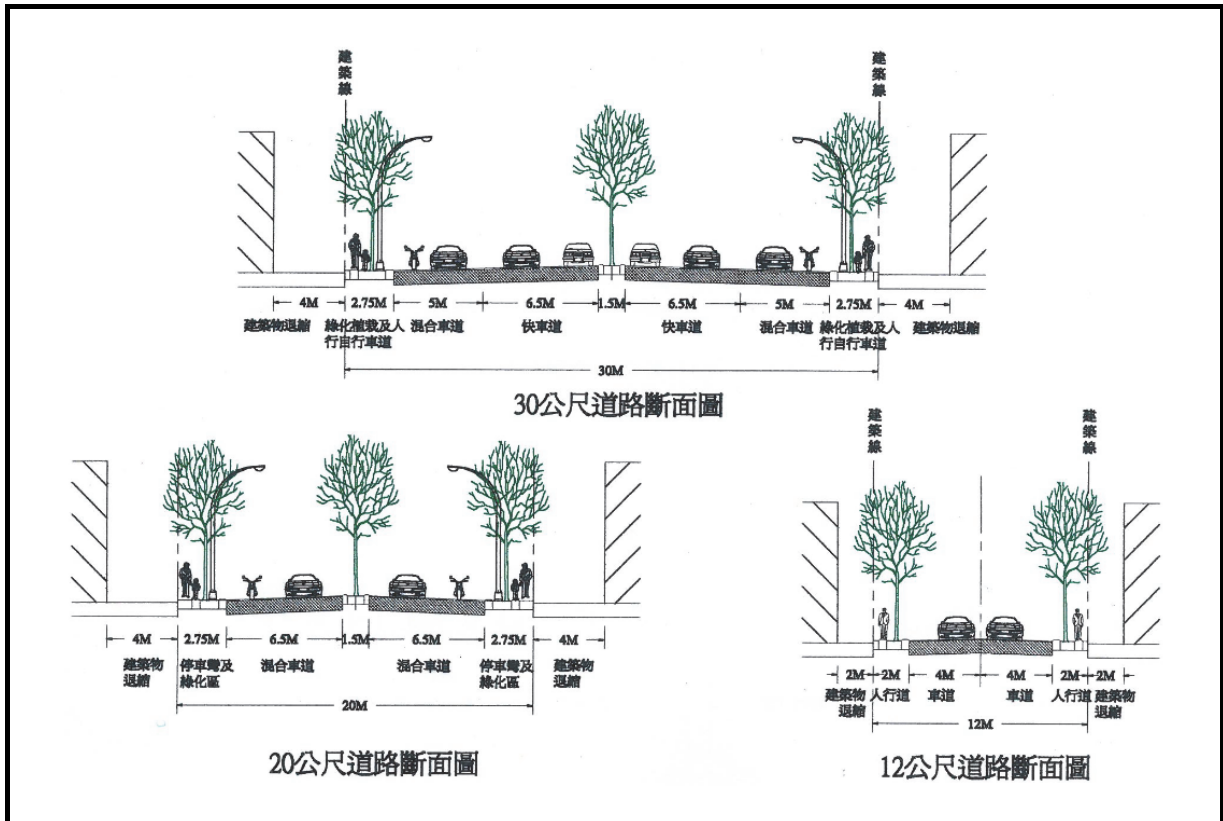 建築線
建築線
4M 2.75M 5M 6.5M 1.5M 6.5M 5M 2.75M 4M
建築物退縮 綠化植栽及人行自行車道 混合車道 快車道 快車道 混合車道 綠化植栽及人行自行車道 建築物退縮
30M
30公尺道路斷面圖
4M 2.75M 6.5M 1.5M 6.5M 2.75M 4M
建築物退縮 停車彎及綠化區 混合車道 混合車道 停車彎及綠化區 建築物退縮
20M
20公尺道路斷面圖
建築線
建築線
2M 2M 4M 4M 2M 2M
建築物退縮 人行道 車道 車道 人行道 建築物退縮
12M
12公尺道路斷面圖